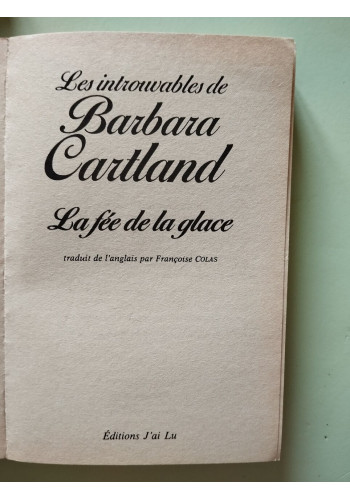 Les introuvables de
Barbara
Cartland
La fée de la glace
traduit de l'anglais par Françoise COLAS
Éditions J'ai Lu